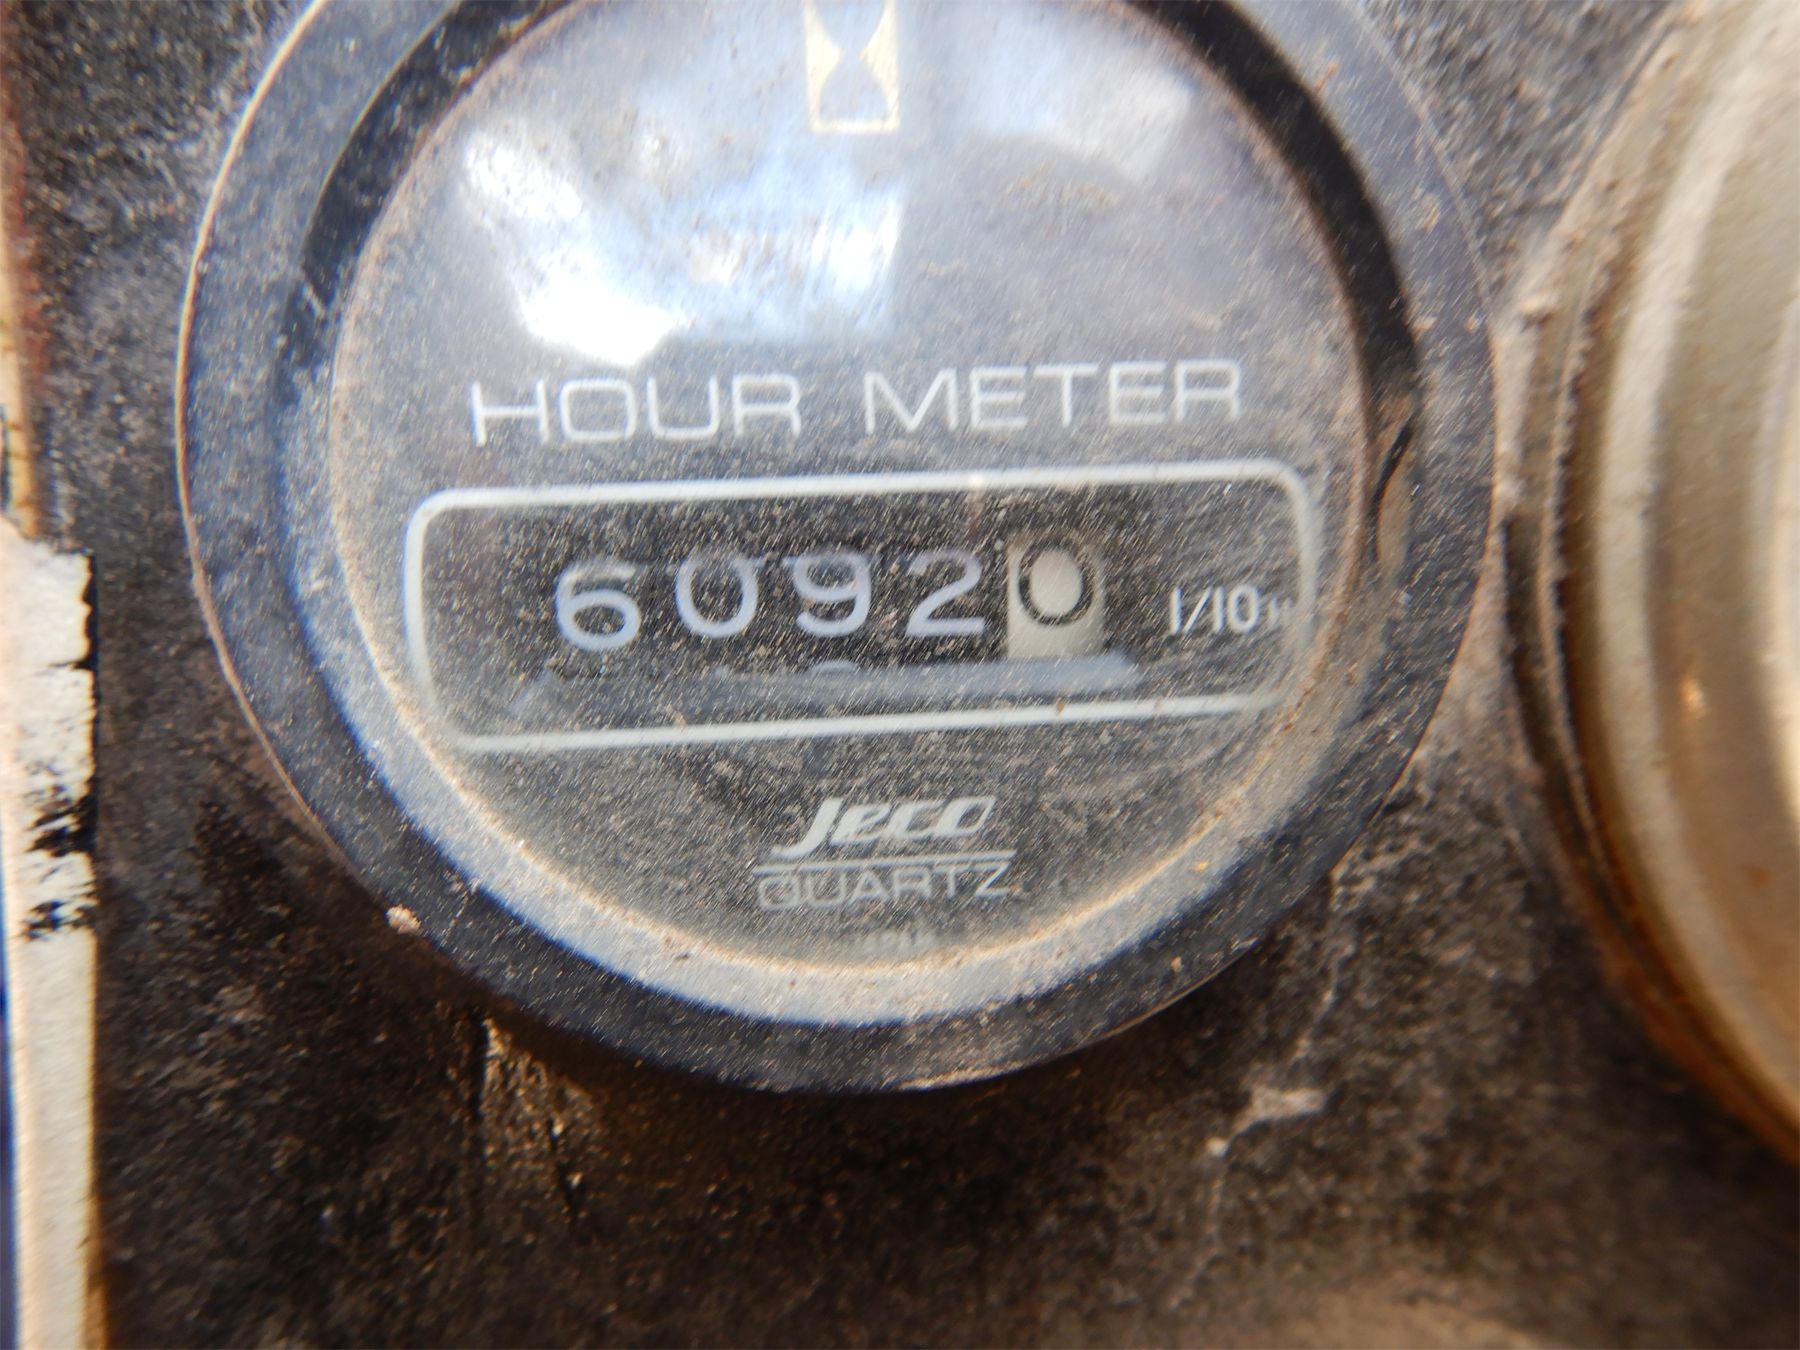 HOUR METER
60920 1/10
Jeco
QUARTZ